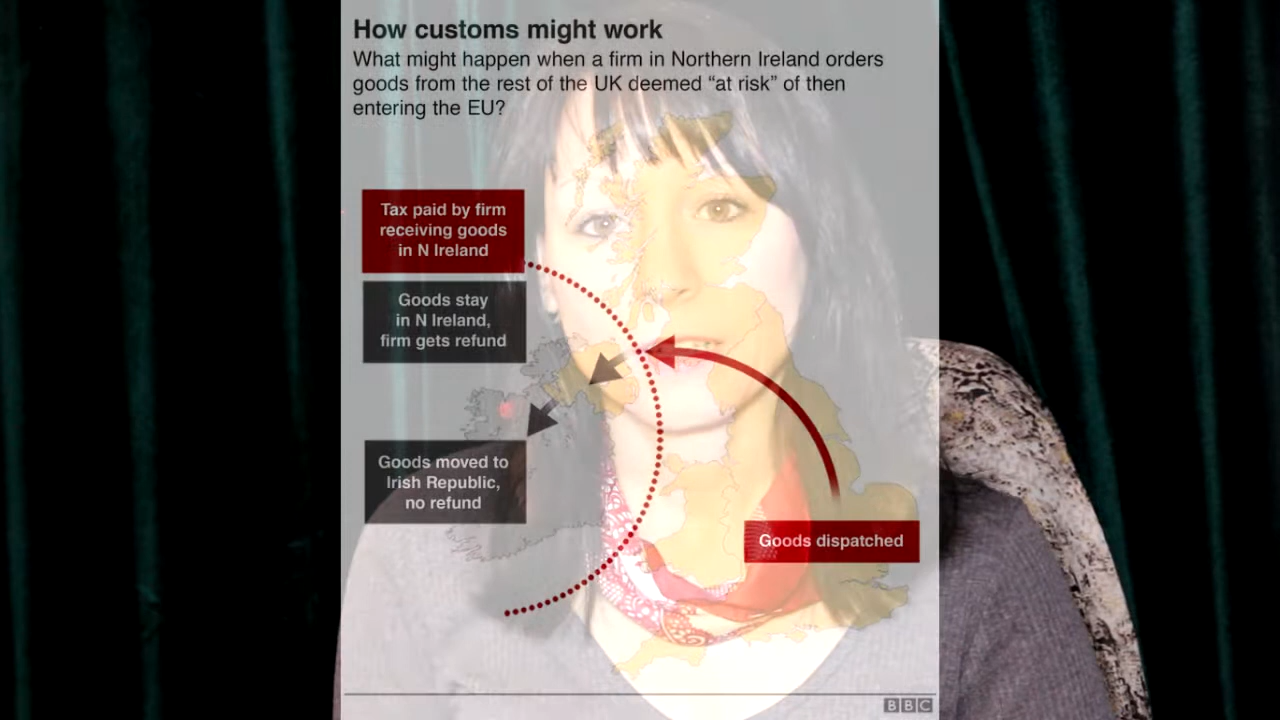 How customs might work
What might happen when a firm in Northern Ireland orders
goods from the rest of the UK deemed “at risk” of then
entering the EU?
Tax paid by firm
receiving goods
in N Ireland
Goods stay
in N Ireland,
firm gets refund
Goods moved to
Irish Republic,
no refund
Goods dispatched
BBC